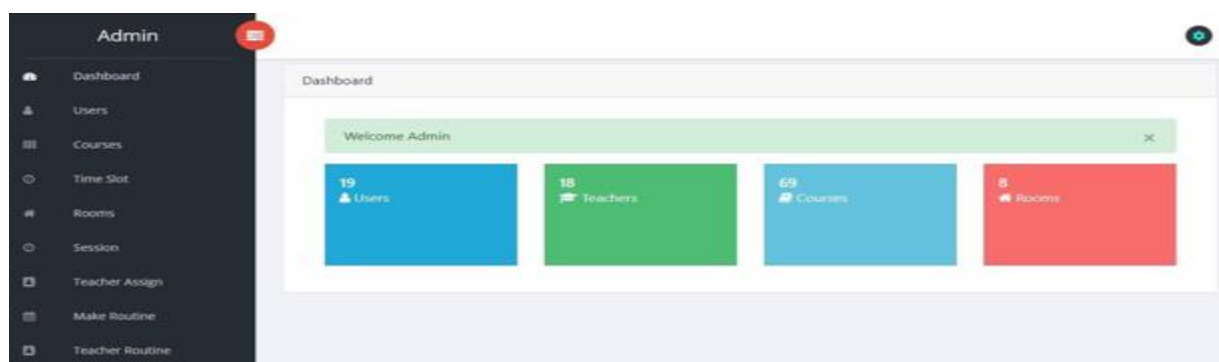 Admin
Dashboard
Users
Courses
Time Slot
Rooms
Session
Teacher Assign
Make Routine
Teacher Routine
Dashboard
Welcome Admin ×
19
Users
18
Teachers
69
Courses
8
Rooms